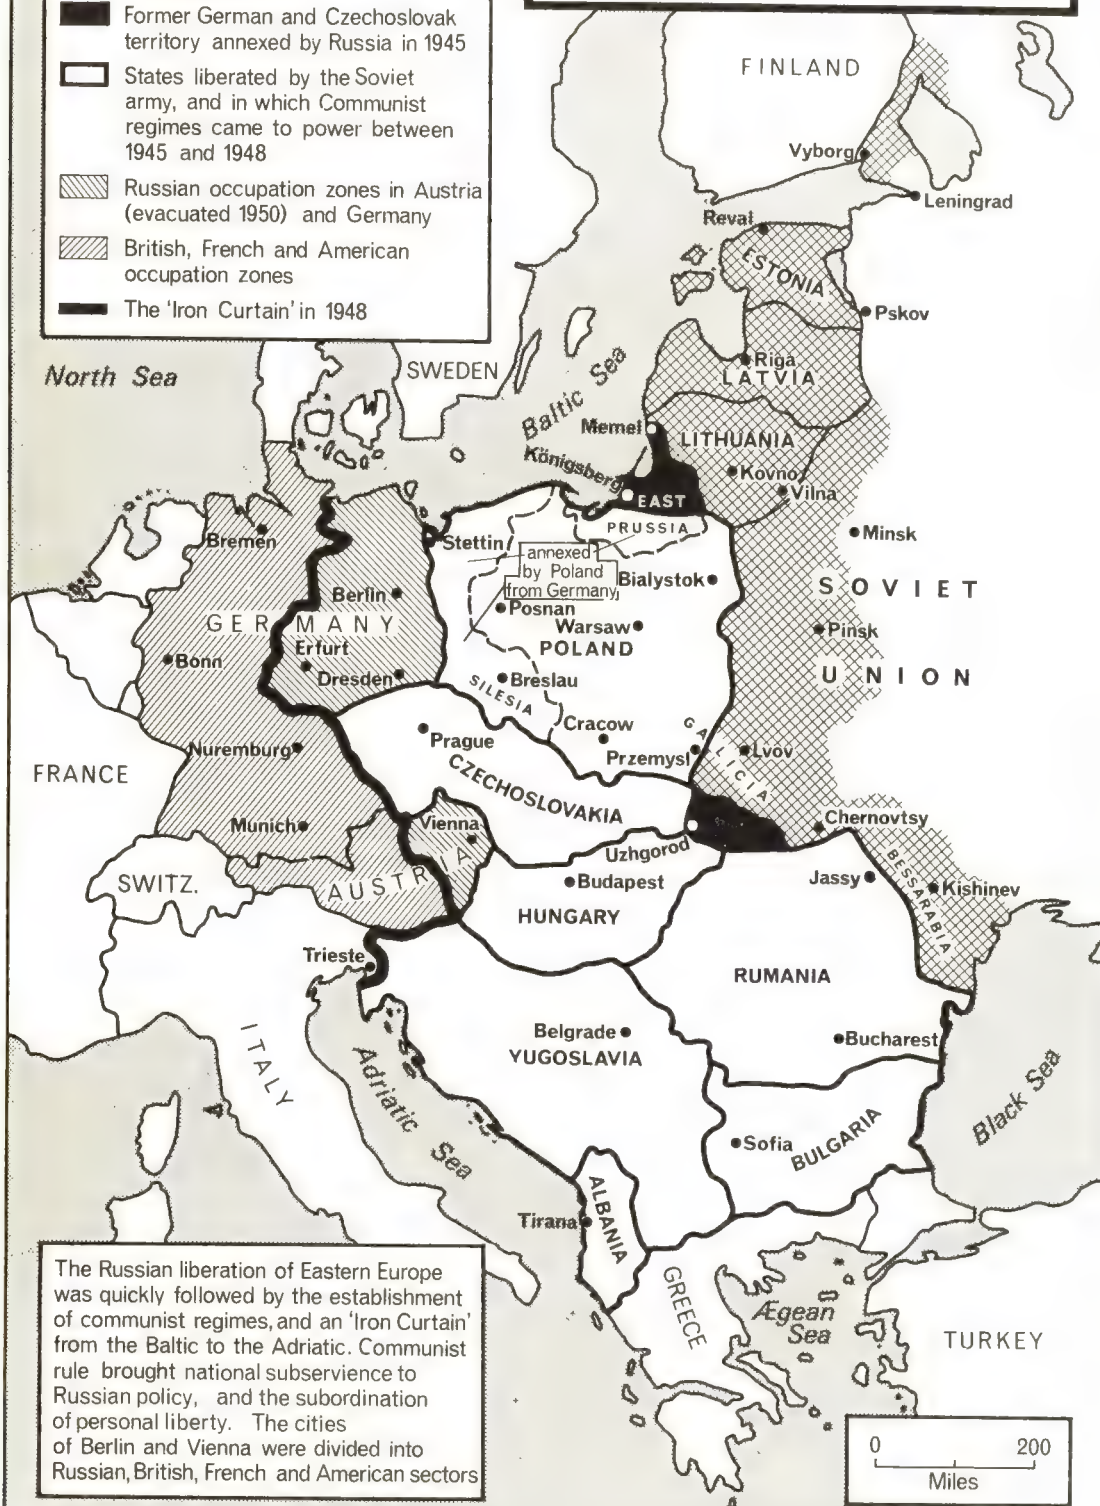 Former German and Czechoslovak
territory annexed by Russia in 1945
States liberated by the Soviet
army, and in which Communist
regimes came to power between
1945 and 1948
Russian occupation zones in Austria
(evacuated 1950) and Germany
British, French and American
occupation zones
The 'Iron Curtain' in 1948
FINLAND
Vyborg
Leningrad
Reval
ESTONIA
Pskov
North Sea
SWEDEN
Baltic Sea
Riga
LATVIA
Memel
LITHUANIA
Königsberg
Kovno
EAST
Vilna
PRUSSIA
Minsk
Bremen
Stettin
annexed
by Poland
from Germany
Bialystok
SOVIET
Berlin
Posnan
GERMANY
Warsaw
Pinsk
POLAND
Erfurt
Bonn
Dresden
Breslau
SILESIA
UNION
Cracow
GALICIA
Prague
Nuremburg
Przemysl
Lvov
FRANCE
CZECHOSLOVAKIA
Munich
Vienna
Chernovtsy
Uzhgorod
SWITZ.
AUSTRIA
Budapest
Jassy
BESSARABIA
Kishinev
HUNGARY
Trieste
RUMANIA
ITALY
Belgrade
YUGOSLAVIA
Bucharest
Adriatic Sea
Black Sea
Sofia
BULGARIA
ALBANIA
Tirana
GREECE
Ægean
Sea
TURKEY
The Russian liberation of Eastern Europe
was quickly followed by the establishment
of communist regimes, and an 'Iron Curtain'
from the Baltic to the Adriatic. Communist
rule brought national subservience to
Russian policy, and the subordination
of personal liberty. The cities
of Berlin and Vienna were divided into
Russian, British, French and American sectors
0 200
Miles